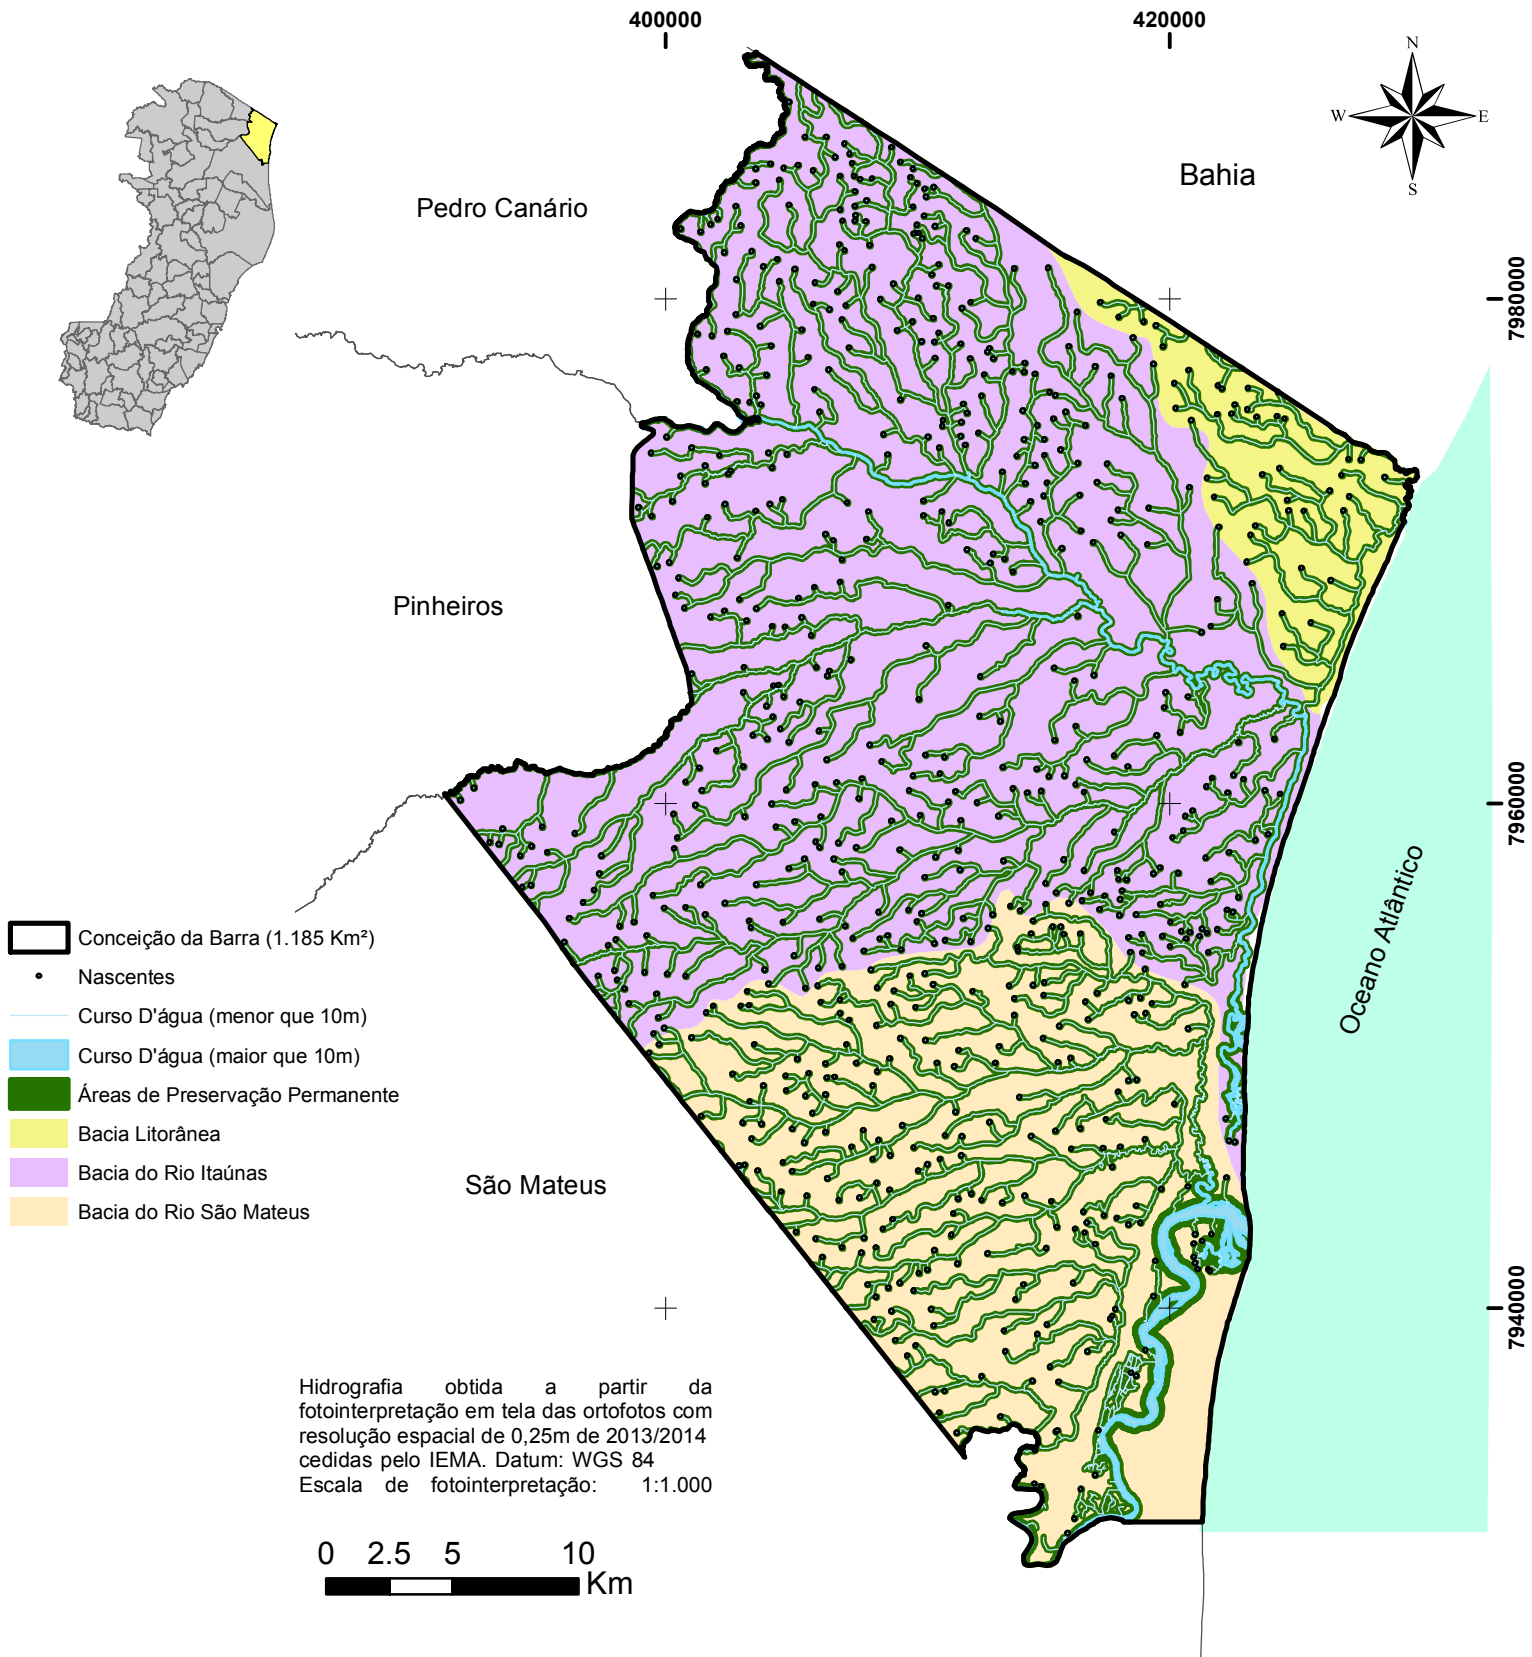 400000
420000
N
W
E
S
Bahia
Pedro Canário
7980000
Pinheiros
7960000
Oceano Atlântico
Conceição da Barra (1.185 Km²)
Nascentes
Curso D'água (menor que 10m)
Curso D'água (maior que 10m)
Áreas de Preservação Permanente
Bacia Litorânea
Bacia do Rio Itaúnas
Bacia do Rio São Mateus
São Mateus
7940000
Hidrografia obtida a partir da
fotointerpretação em tela das ortofotos com
resolução espacial de 0,25m de 2013/2014
cedidas pelo IEMA. Datum: WGS 84
Escala de fotointerpretação: 1:1.000
0 2.5 5 10
Km